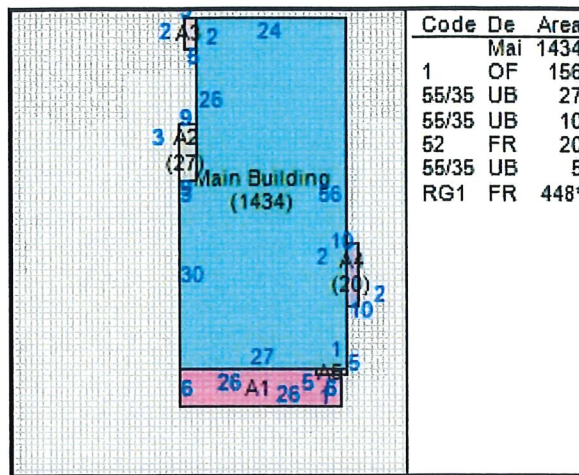 Code De Area
Mai 1434
1 OF 156
55/35 UB 27
55/35 UB 10
52 FR 20
55/35 UB 5
RG1 FR 448*
2 A3 2 24
5
26
9
3 A2
(27)
9
Main Building
(1434)
56
10
2 A4
(20)
2
10
30
27 1
5
A5
6 26 A1 26 5 6